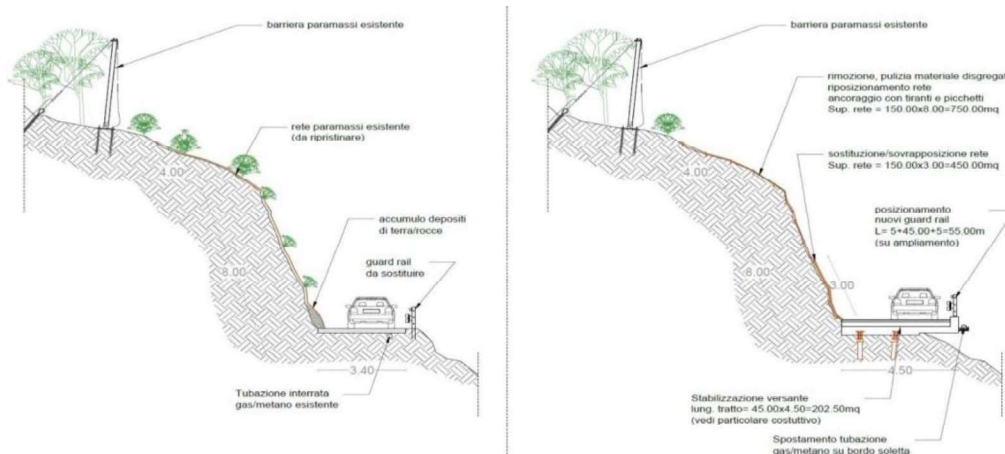 barriera paramassi esistente
rete paramassi esistente
(da ripristinare)
4.00
accumulo depositi
di terra/rocce
guard rail
da sostituire
8.00
3.40
Tubazione interrata
gas/metano esistente
barriera paramassi esistente
rimozione, pulizia materiale disgregat
riposizionamento rete
ancoraggio con tiranti e picchetti
Sup. rete = 150.00x8.00=750.00mq
sostituzione/sovrapposizione rete
Sup. rete = 150.00x3.00=450.00mq
4.00
posizionamento
nuovi guard rail
L= 5+45.00+5=55.00m
(su ampliamento)
8.00
3.00
4.50
Stabilizzazione versante
lung. tratto= 45.00x4.50=202.50mq
(vedi particolare costuttivo)
Spostamento tubazione
gas/metano su bordo soletta